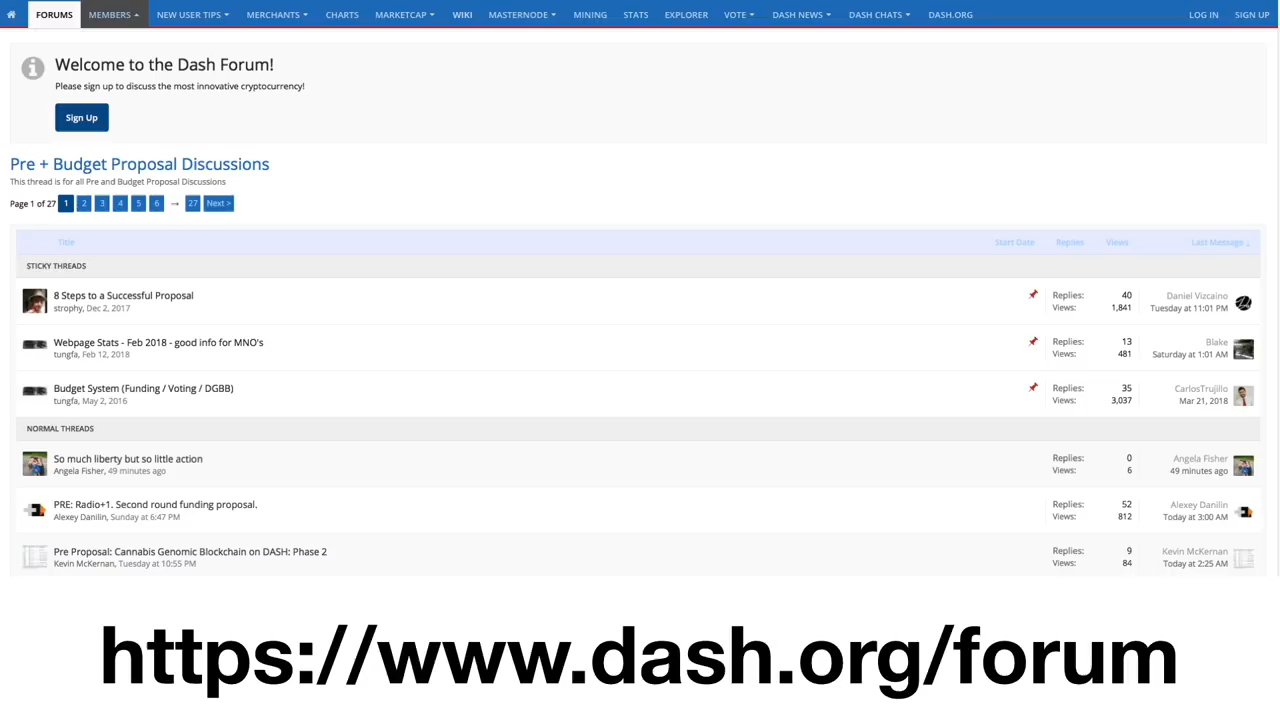 FORUMS MEMBERS NEW USER TIPS MERCHANTS CHARTS MARKETCAP WIKI MASTERNODE MINING STATS EXPLORER VOTE DASH NEWS DASH CHATS DASH.ORG LOG IN SIGN UP
Welcome to the Dash Forum!
Please sign up to discuss the most innovative cryptocurrency!
Sign Up
Pre + Budget Proposal Discussions
This thread is for all Pre and Budget Proposal Discussions
Page 1 of 27 1 2 3 4 5 6 → 27 Next >
Title Start Date Replies Views Last Message ↓
STICKY THREADS
8 Steps to a Successful Proposal Replies: 40 Daniel Vizcaino
strophy, Dec 2, 2017 Views: 1,841 Tuesday at 11:01 PM
Webpage Stats - Feb 2018 - good info for MNO's Replies: 13 Blake
tungfa, Feb 12, 2018 Views: 481 Saturday at 1:01 AM
Budget System (Funding / Voting / DGBB) Replies: 35 CarlosTrujillo
tungfa, May 2, 2016 Views: 3,037 Mar 21, 2018
NORMAL THREADS
So much liberty but so little action Replies: 0 Angela Fisher
Angela Fisher, 49 minutes ago Views: 6 49 minutes ago
PRE: Radio+1. Second round funding proposal. Replies: 52 Alexey Danilin
Alexey Danilin, Sunday at 6:47 PM Views: 812 Today at 3:00 AM
Pre Proposal: Cannabis Genomic Blockchain on DASH: Phase 2 Replies: 9 Kevin McKernan
Kevin McKernan, Tuesday at 10:55 PM Views: 84 Today at 2:25 AM
https://www.dash.org/forum